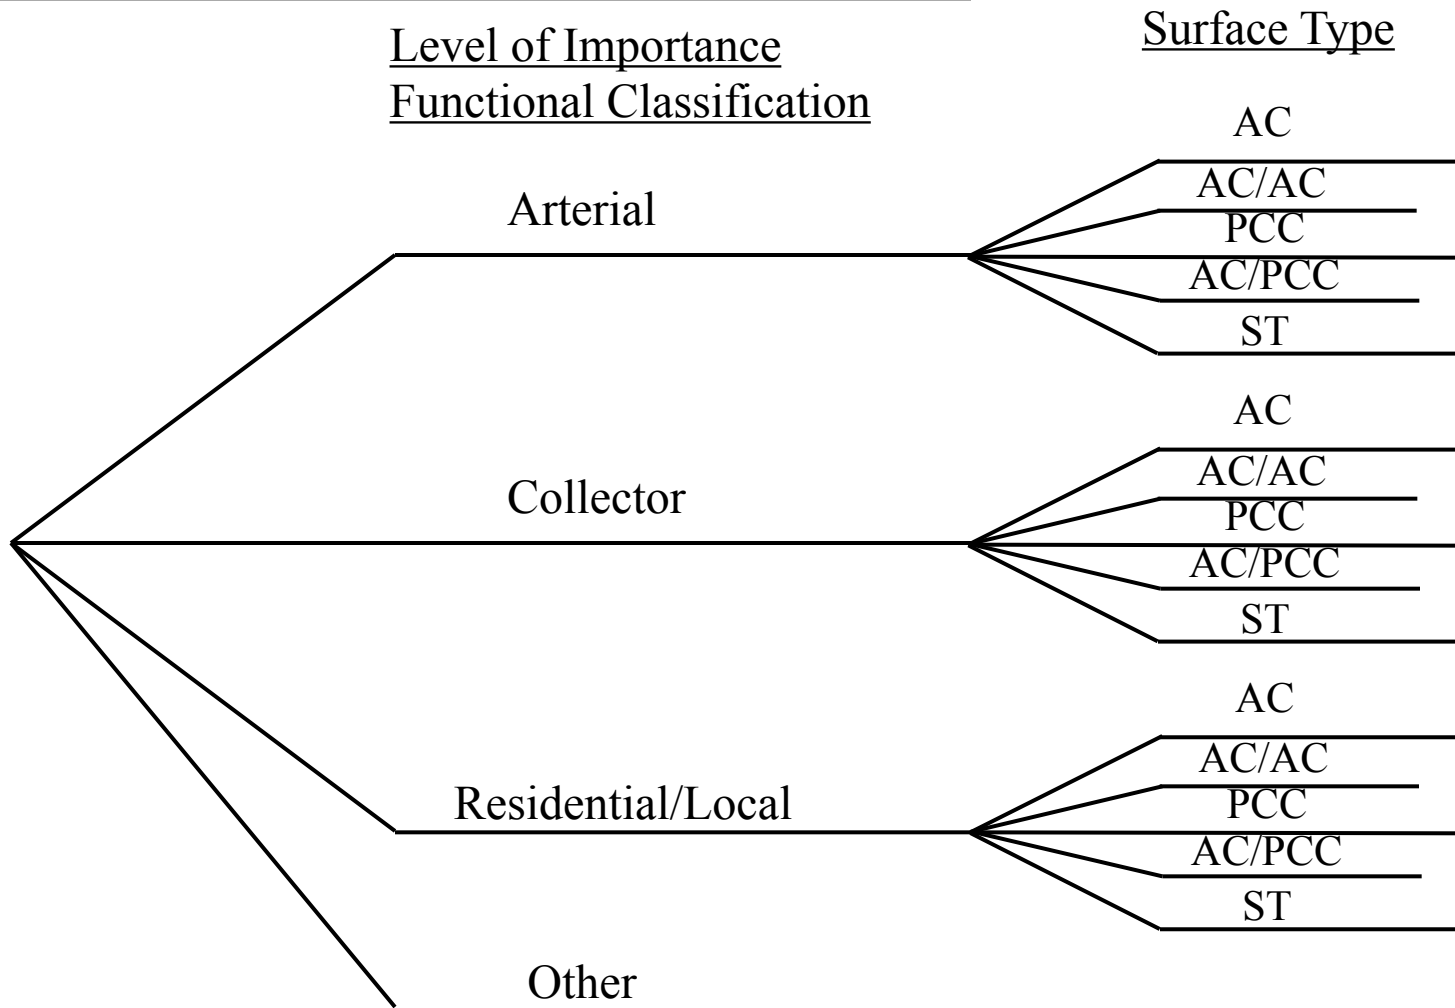 Level of Importance
Functional Classification
Surface Type
Arterial
AC
AC/AC
PCC
AC/PCC
ST
Collector
AC
AC/AC
PCC
AC/PCC
ST
Residential/Local
AC
AC/AC
PCC
AC/PCC
ST
Other